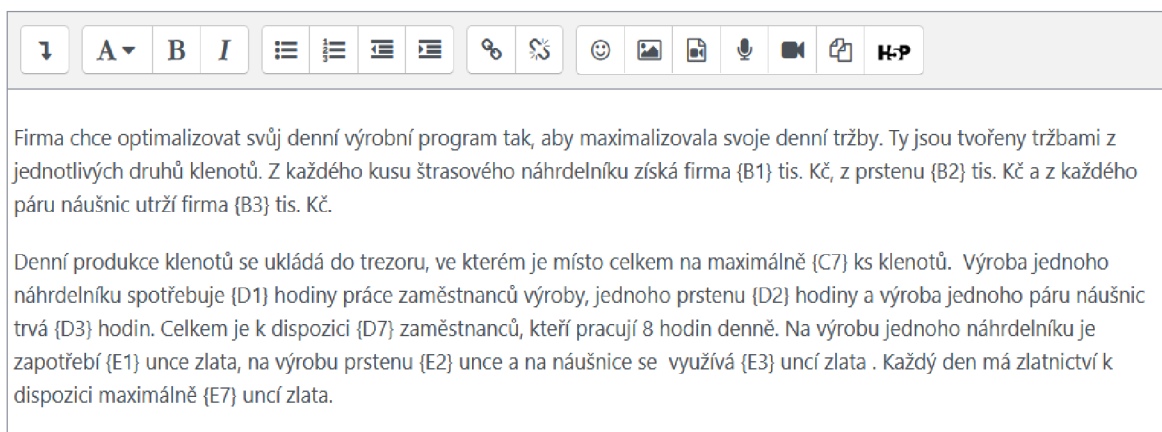 A B I H5P
Firma chce optimalizovat svůj denní výrobní program tak, aby maximalizovala svoje denní tržby. Ty jsou tvořeny tržbami z
jednotlivých druhů klenotů. Z každého kusu štrasového náhrdelníku získá firma {B1} tis. Kč, z prstenu {B2} tis. Kč a z každého
páru náušnic utrží firma {B3} tis. Kč.
Denní produkce klenotů se ukládá do trezoru, ve kterém je místo celkem na maximálně {C7} ks klenotů. Výroba jednoho
náhrdelníku spotřebuje {D1} hodiny práce zaměstnanců výroby, jednoho prstenu {D2} hodiny a výroba jednoho páru náušnic
trvá {D3} hodin. Celkem je k dispozici {D7} zaměstnanců, kteří pracují 8 hodin denně. Na výrobu jednoho náhrdelníku je
zapotřebí {E1} unce zlata, na výrobu prstenu {E2} unce a na náušnice se využívá {E3} uncí zlata . Každý den má zlatnictví k
dispozici maximálně {E7} uncí zlata.